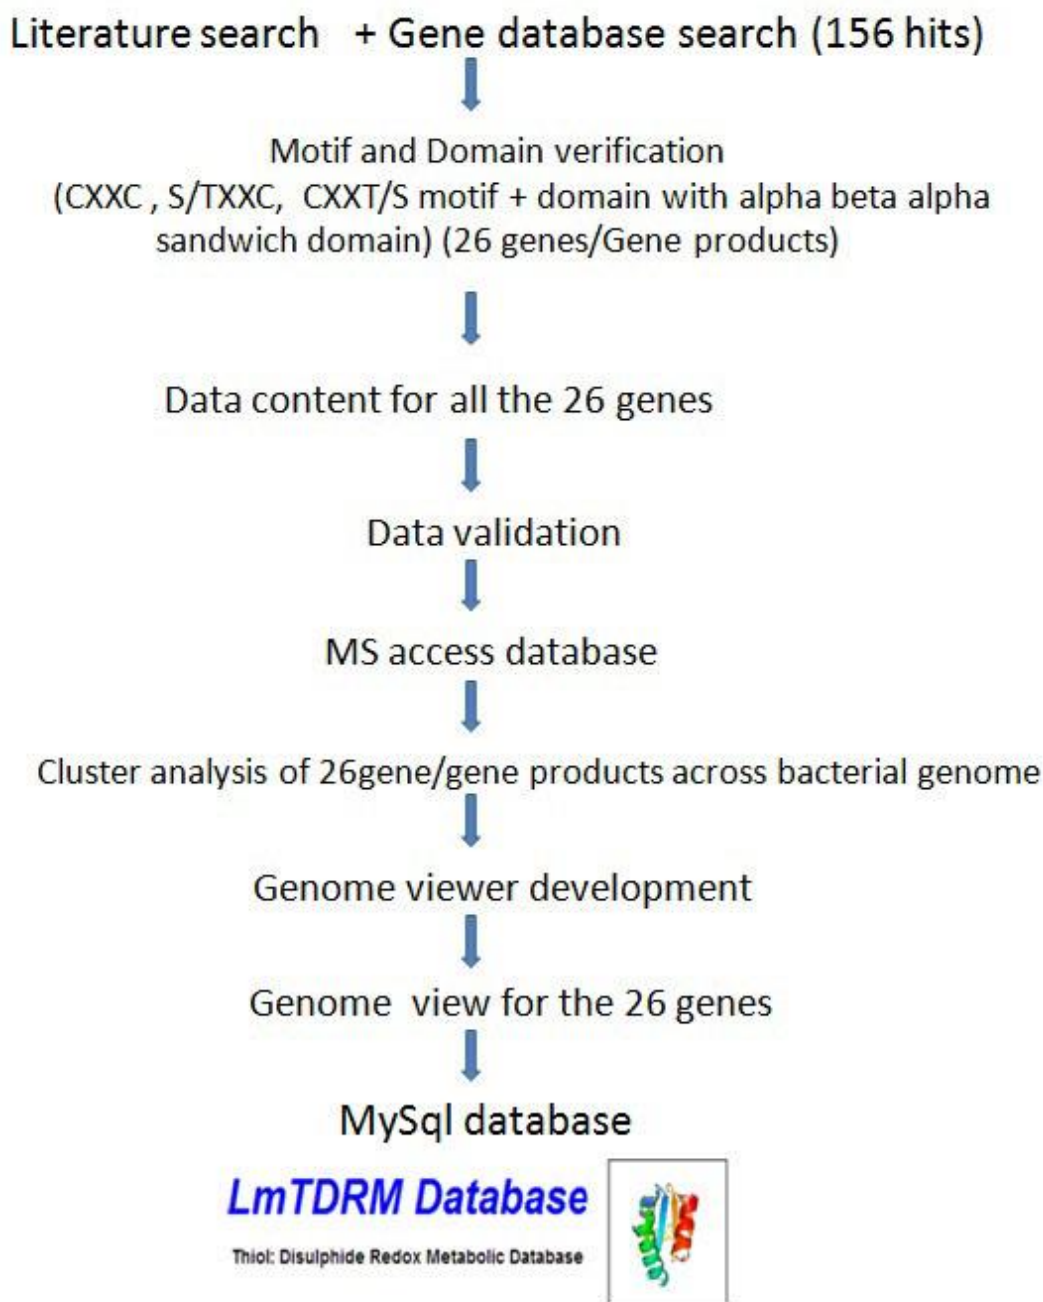 Literature search + Gene database search (156 hits)
Motif and Domain verification
(CXXC , S/TXXC, CXXT/S motif + domain with alpha beta alpha
sandwich domain) (26 genes/Gene products)
Data content for all the 26 genes
Data validation
MS access database
Cluster analysis of 26gene/gene products across bacterial genome
Genome viewer development
Genome view for the 26 genes
MySql database
LmTDRM Database
Thiol: Disulphide Redox Metabolic Database